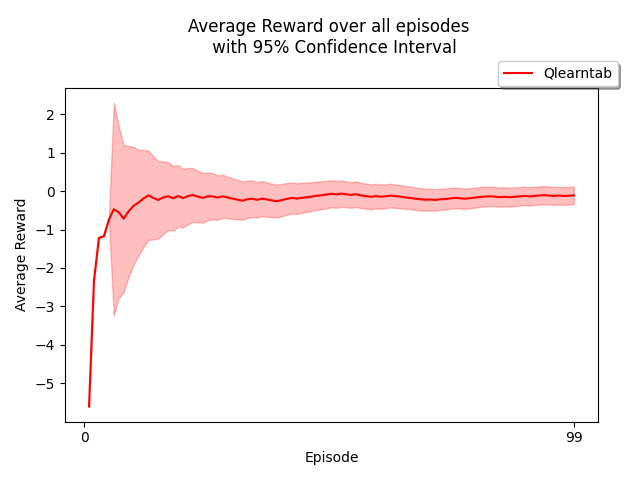 Average Reward over all episodes
with 95% Confidence Interval
Qlearntab
2
1
0
−1
−2
−3
−4
−5
Average Reward
0
99
Episode